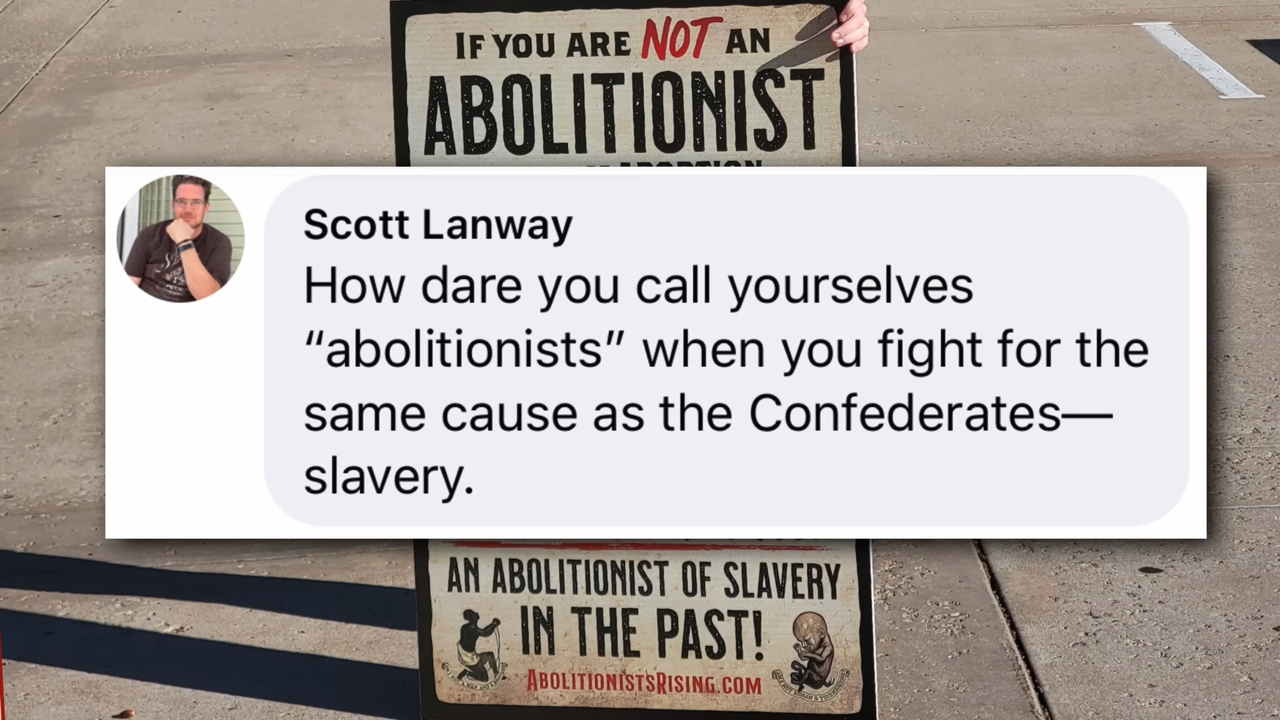 IF YOU ARE NOT AN
ABOLITIONIST
Scott Lanway
How dare you call yourselves
“abolitionists” when you fight for the
same cause as the Confederates—
slavery.
AN ABOLITIONIST OF SLAVERY
IN THE PAST!
ABOLITIONISTSRISING.COM